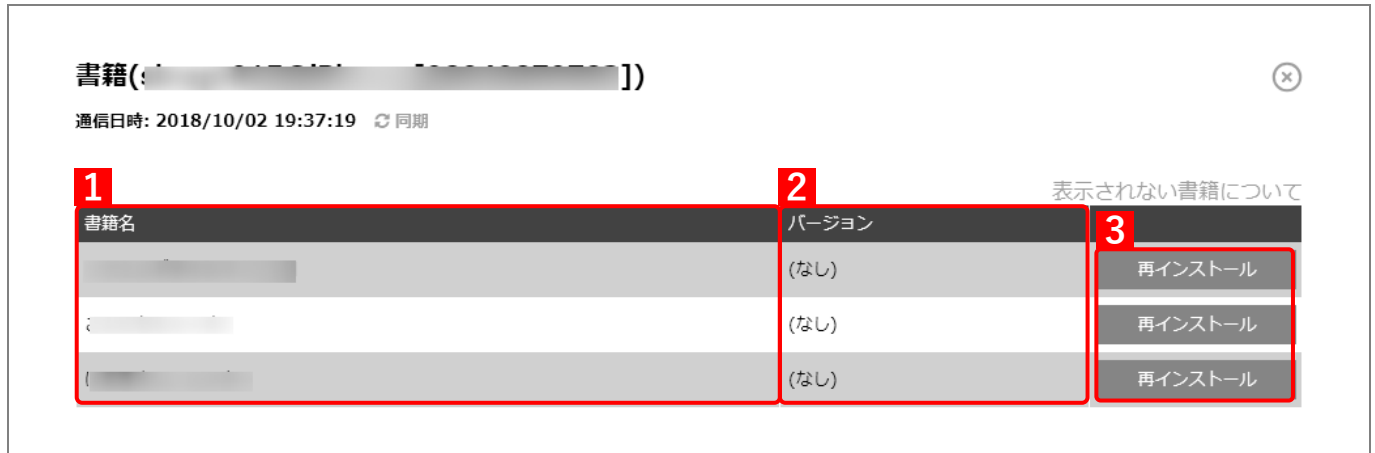 書籍(
])
通信日時: 2018/10/02 19:37:19 同期
1
2
表示されない書籍について
書籍名 バージョン
3
(なし) 再インストール
(なし) 再インストール
(なし) 再インストール